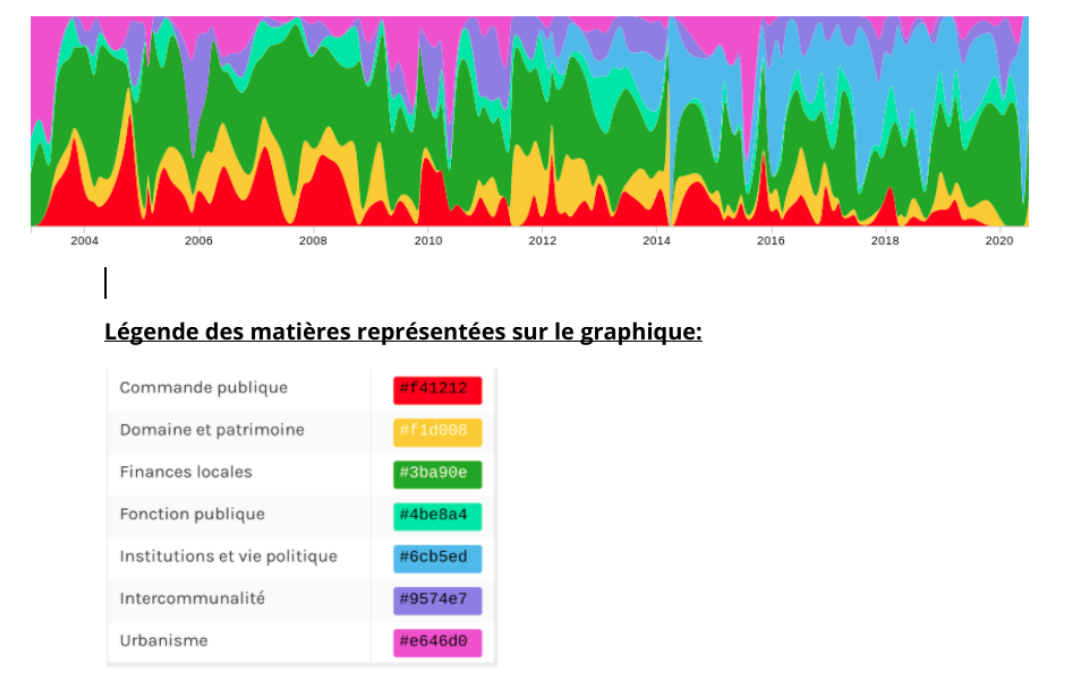 2004 2006 2008 2010 2012 2014 2016 2018 2020
Légende des matières représentées sur le graphique:
Commande publique #f41212
Domaine et patrimoine #f1d008
Finances locales #3ba90e
Fonction publique #4be8a4
Institutions et vie politique #6cb5ed
Intercommunalité #9574e7
Urbanisme #e646d0